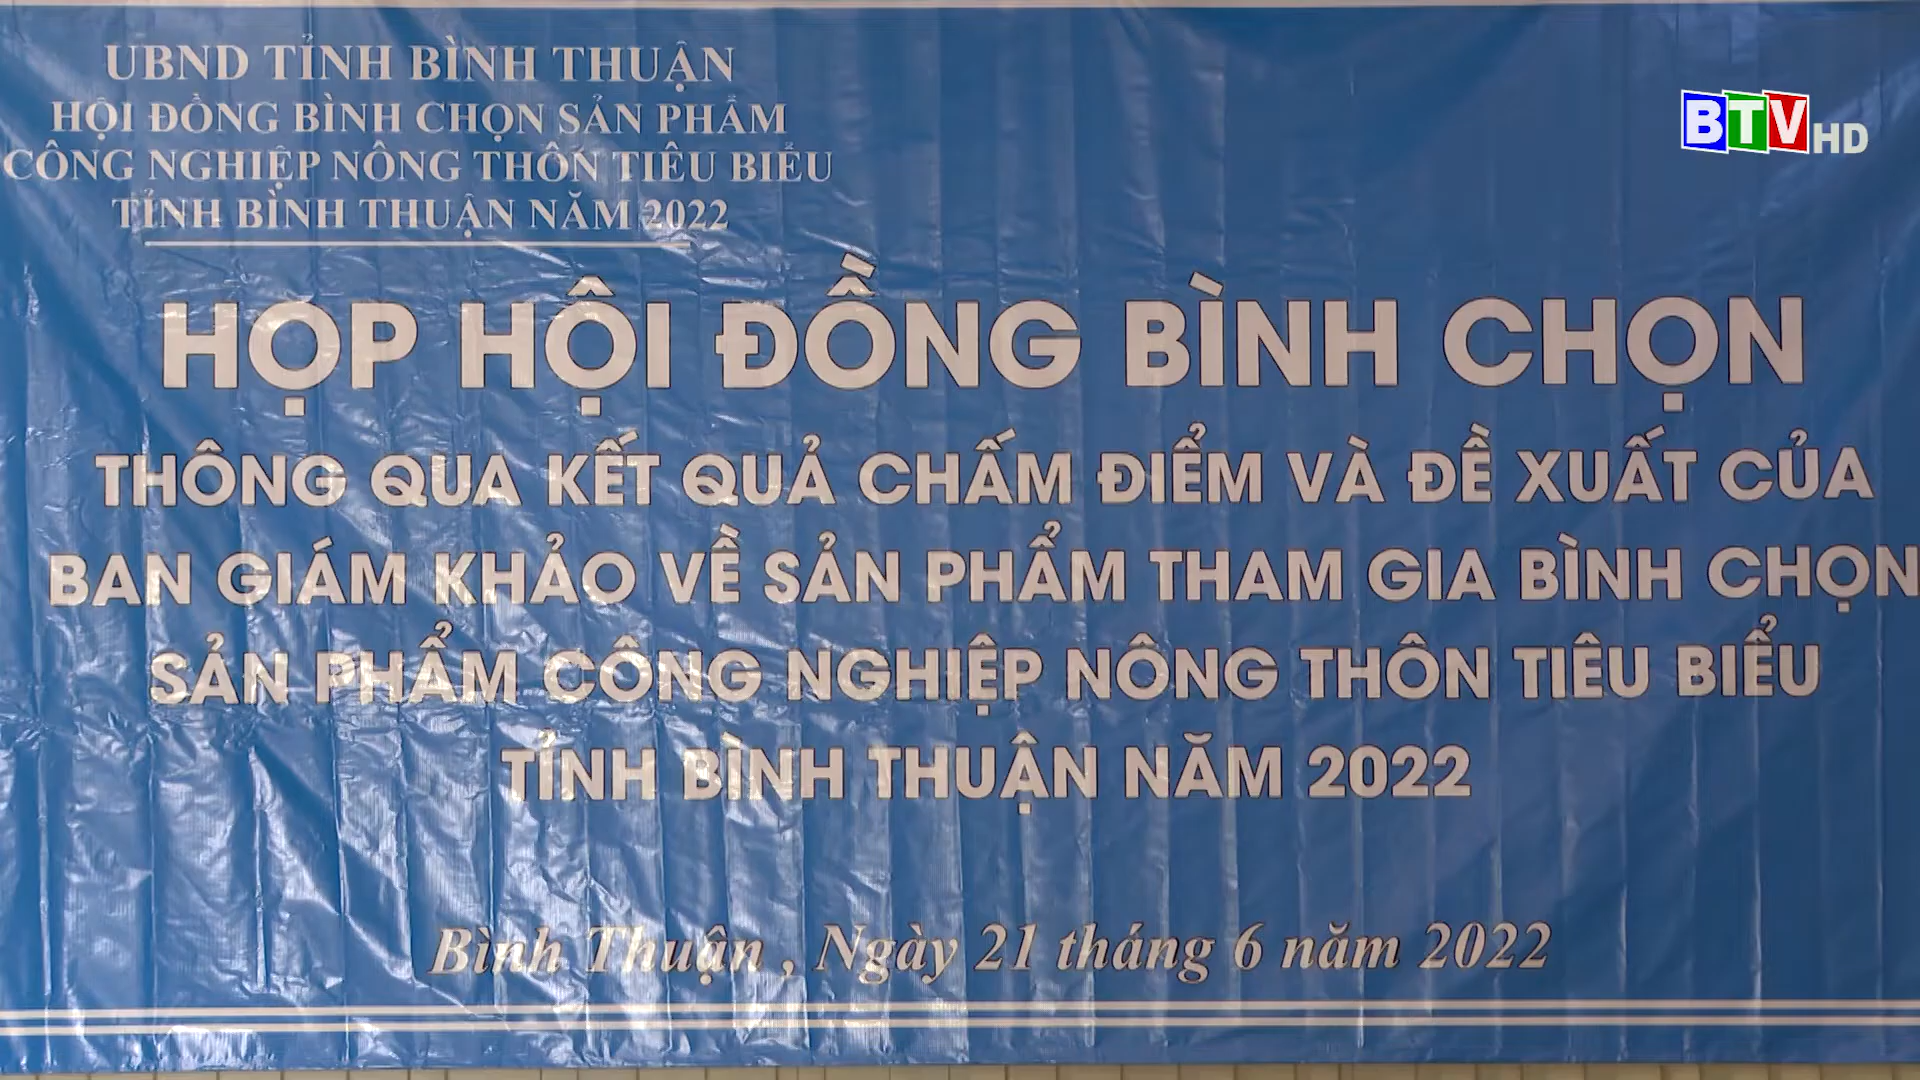 UBND TỈNH BÌNH THUẬN
HỘI ĐỒNG BÌNH CHỌN SẢN PHẨM
CÔNG NGHIỆP NÔNG THÔN TIÊU BIỂU
TỈNH BÌNH THUẬN NĂM 2022
BTV HD
HỌP HỘI ĐỒNG BÌNH CHỌN
THÔNG QUA KẾT QUẢ CHẤM ĐIỂM VÀ ĐỀ XUẤT CỦA
BAN GIÁM KHẢO VỀ SẢN PHẨM THAM GIA BÌNH CHỌN
SẢN PHẨM CÔNG NGHIỆP NÔNG THÔN TIÊU BIỂU
TỈNH BÌNH THUẬN NĂM 2022
Bình Thuận , Ngày 21 tháng 6 năm 2022